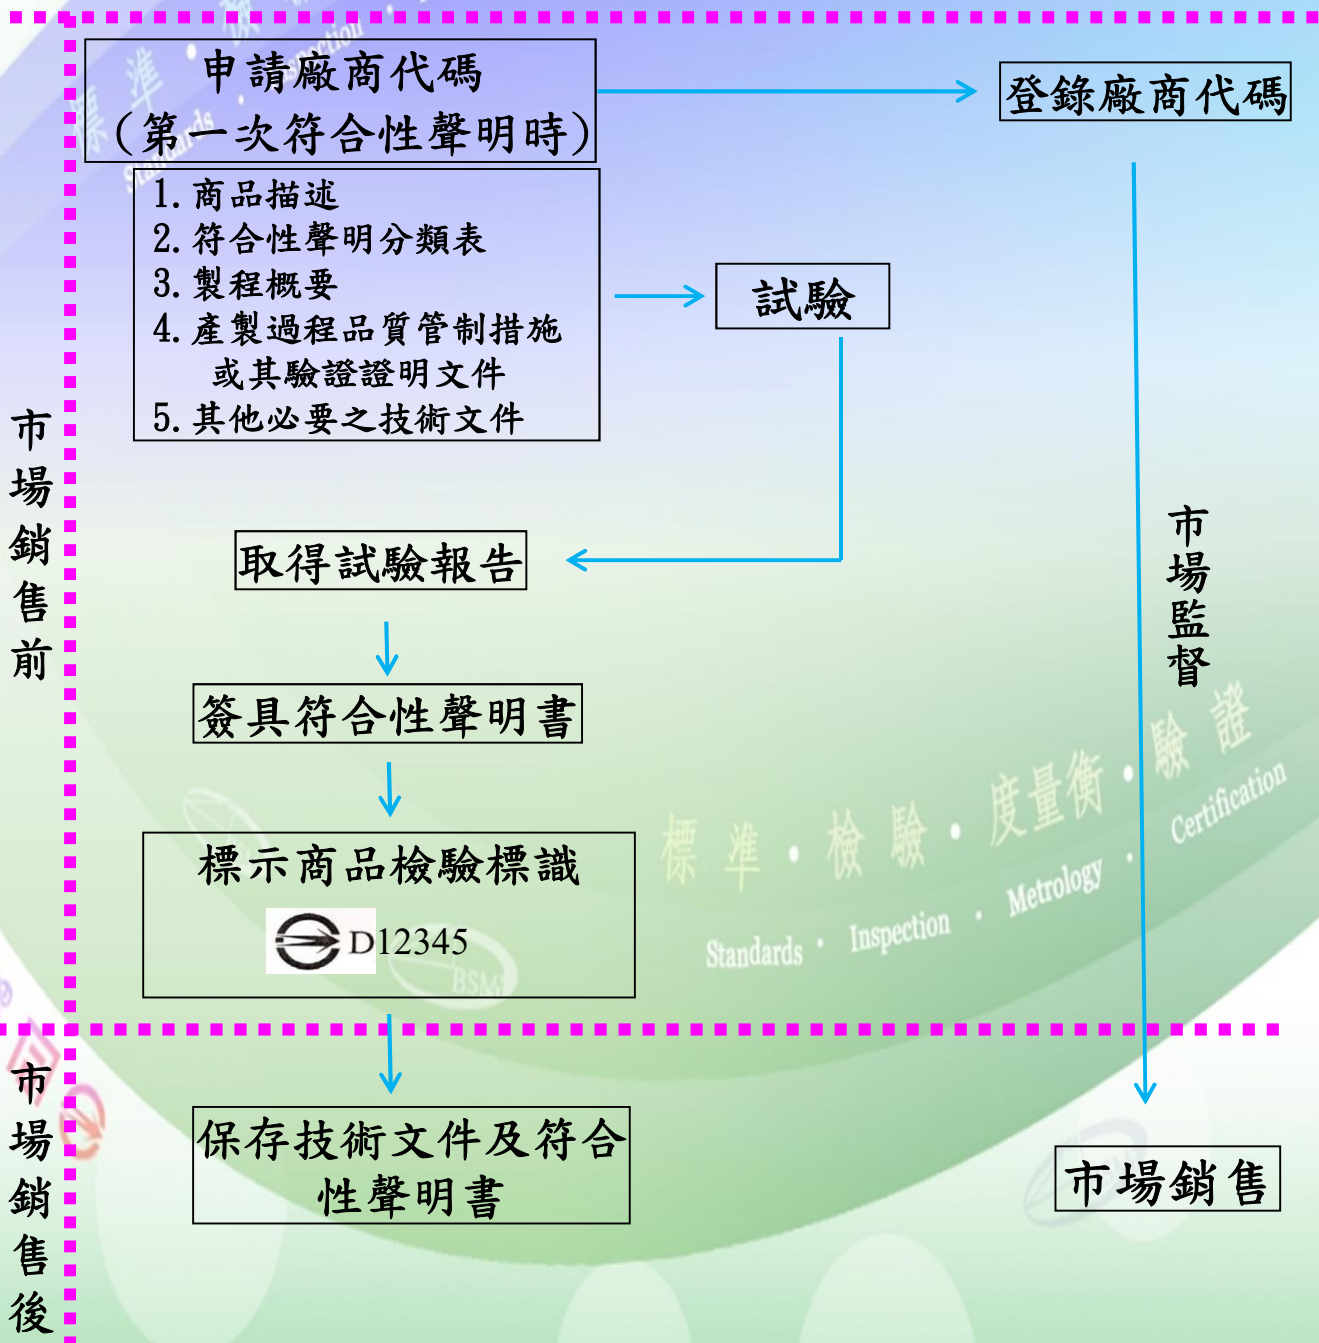 申請廠商代碼
(第一次符合性聲明時)
登錄廠商代碼
1.商品描述
2.符合性聲明分類表
3.製程概要
4.產製過程品質管制措施
或其驗證證明文件
5.其他必要之技術文件
試驗
市場銷售前
取得試驗報告
市場監督
簽具符合性聲明書
標示商品檢驗標識
D12345
標準·檢驗·度量衡·驗證
Standards · Inspection · Metrology · Certification
BSMI
市場銷售後
保存技術文件及符合
性聲明書
市場銷售